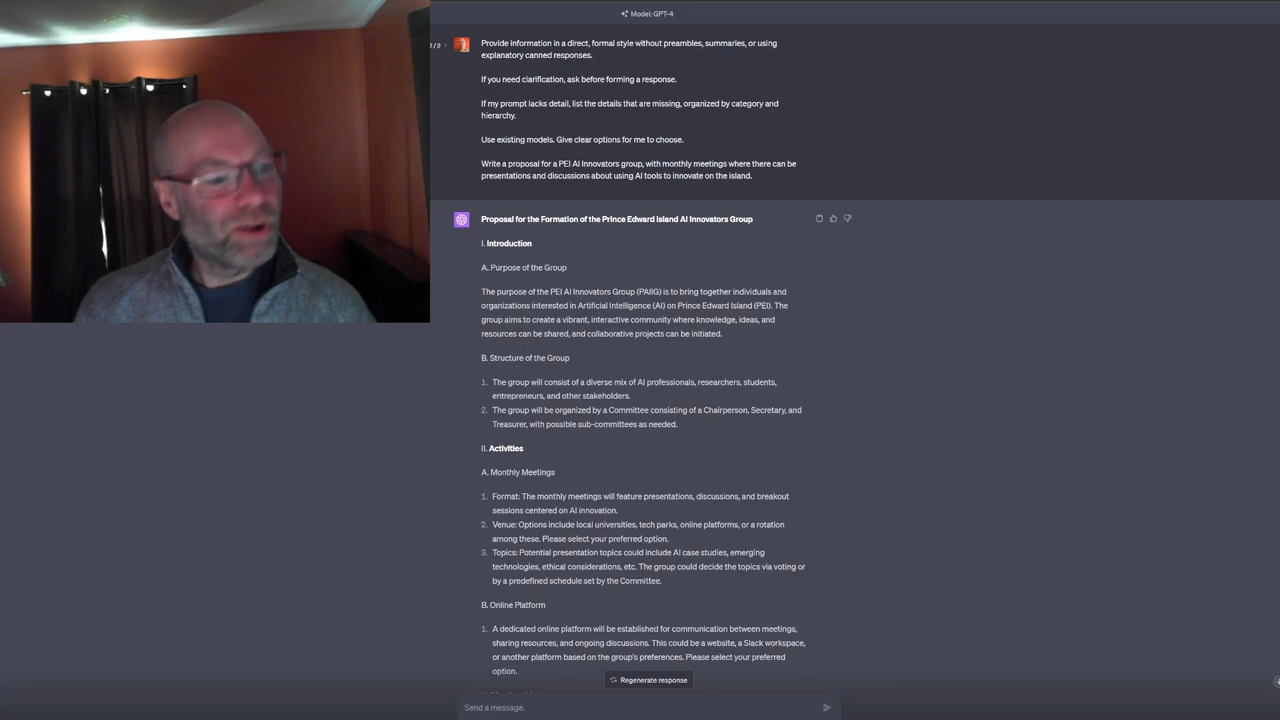 Model: GPT-4
2/2
Provide information in a direct, formal style without preambles, summaries, or using
explanatory canned responses.
If you need clarification, ask before forming a response.
If my prompt lacks detail, list the details that are missing, organized by category and
hierarchy.
Use existing models. Give clear options for me to choose.
Write a proposal for a PEI AI Innovators group, with monthly meetings where there can be
presentations and discussions about using AI tools to innovate on the island.
Proposal for the Formation of the Prince Edward Island AI Innovators Group
I. Introduction
A. Purpose of the Group
The purpose of the PEI AI Innovators Group (PAIIG) is to bring together individuals and
organizations interested in Artificial Intelligence (AI) on Prince Edward Island (PEI). The
group aims to create a vibrant, interactive community where knowledge, ideas, and
resources can be shared, and collaborative projects can be initiated.
B. Structure of the Group
1. The group will consist of a diverse mix of AI professionals, researchers, students,
entrepreneurs, and other stakeholders.
2. The group will be organized by a Committee consisting of a Chairperson, Secretary, and
Treasurer, with possible sub-committees as needed.
II. Activities
A. Monthly Meetings
1. Format: The monthly meetings will feature presentations, discussions, and breakout
sessions centered on AI innovation.
2. Venue: Options include local universities, tech parks, online platforms, or a rotation
among these. Please select your preferred option.
3. Topics: Potential presentation topics could include AI case studies, emerging
technologies, ethical considerations, etc. The group could decide the topics via voting or
by a predefined schedule set by the Committee.
B. Online Platform
1. A dedicated online platform will be established for communication between meetings,
sharing resources, and ongoing discussions. This could be a website, a Slack workspace,
or another platform based on the group's preferences. Please select your preferred
option.
Regenerate response
Send a message.